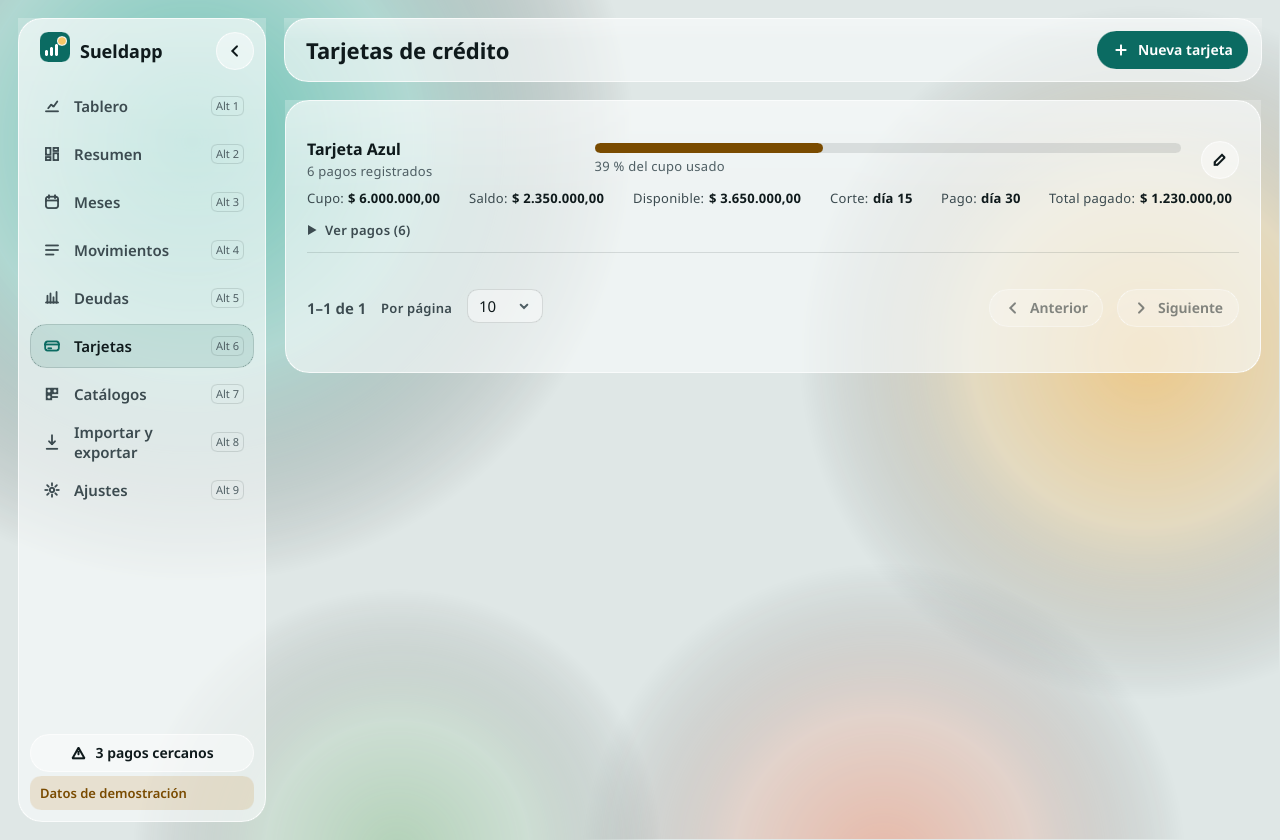 Sueldapp
Tablero Alt 1
Resumen Alt 2
Meses Alt 3
Movimientos Alt 4
Deudas Alt 5
Tarjetas Alt 6
Catálogos Alt 7
Importar y
exportar Alt 8
Ajustes Alt 9
3 pagos cercanos
Datos de demostración
Tarjetas de crédito
Nueva tarjeta
Tarjeta Azul
6 pagos registrados
39 % del cupo usado
Cupo: $ 6.000.000,00 Saldo: $ 2.350.000,00 Disponible: $ 3.650.000,00 Corte: día 15 Pago: día 30 Total pagado: $ 1.230.000,00
Ver pagos (6)
1–1 de 1 Por página 10 Anterior Siguiente